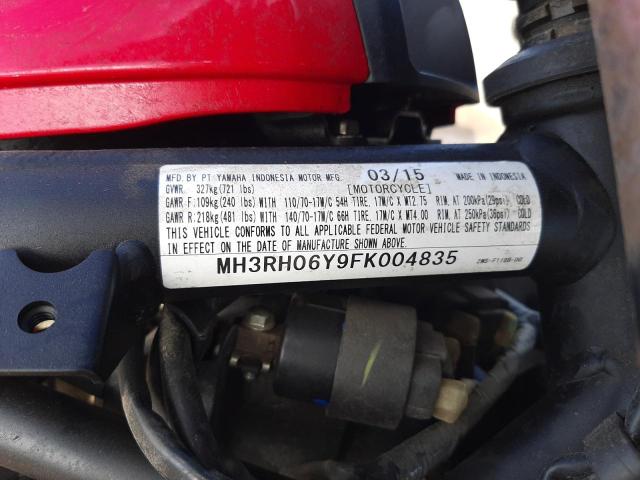 MFD. BY PT YAMAHA INDONESIA MOTOR MFG. 03/15 MADE IN INDONESIA
GVWR 327kg(721 lbs) [MOTORCYCLE]
GAWR F:109kg(240 lbs)WITH 110/70-17M/C 54H TIRE. 17M/C X MT2.75 RIM. AT 200kPa(29psi) COLD
GAWR R:218kg(481 lbs)WITH 140/70-17M/C 66H TIRE. 17M/C X MT4.00 RIM. AT 250kPa(36psi) COLD
THIS VEHICLE CONFORMS TO ALL APPLICABLE FEDERAL MOTOR VEHICLE SAFETY STANDARDS
IN EFFECT ON THE DATE OF MANUFACTURE SHOWN ABOVE.
MH3RH06Y9FK004835